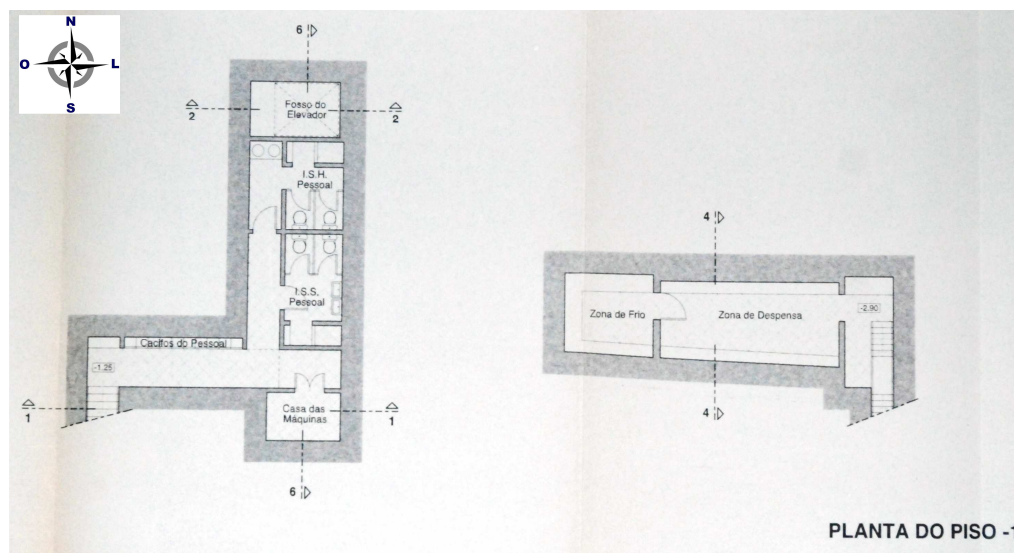 N
O L
S
6
Fosso do
Elevador
2 2
I.S.H.
Pessoal
I.S.S.
Pessoal
Cacifos do Pessoal
-1.25
1
Casa das
Máquinas
1
6
4
-2.90
Zona de Frio
Zona de Despensa
4
PLANTA DO PISO -1